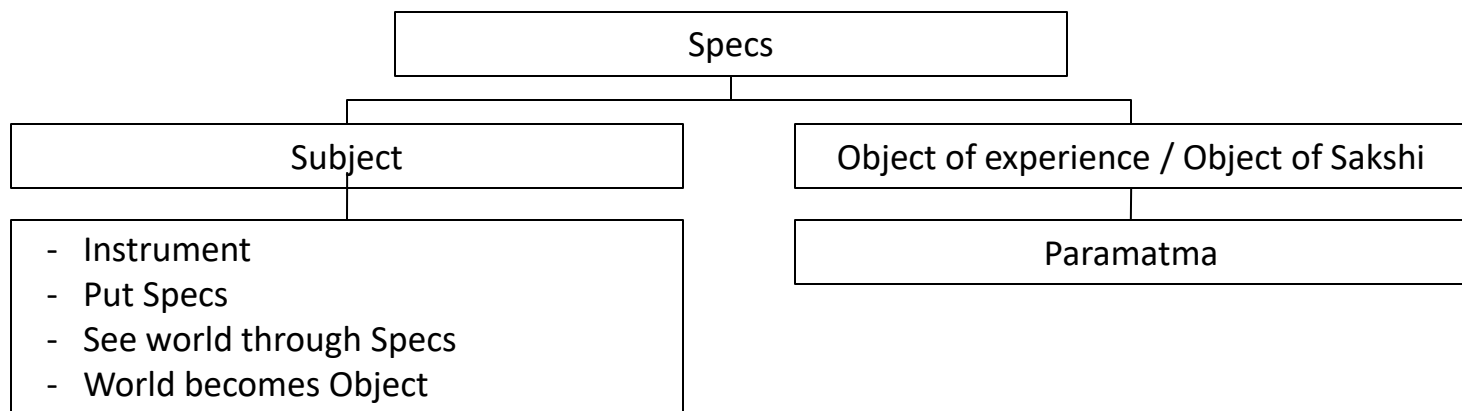 Specs
Subject
Object of experience / Object of Sakshi
- Instrument
- Put Specs
- See world through Specs
- World becomes Object
Paramatma